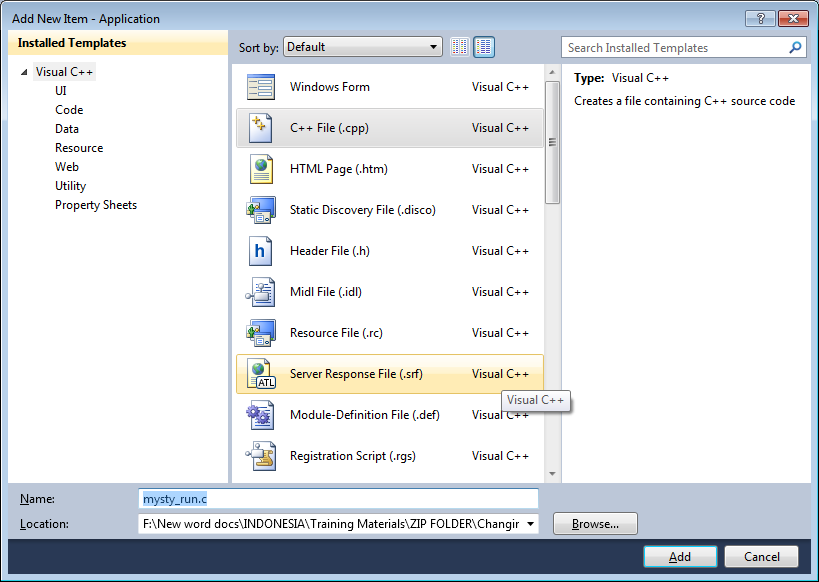 Add New Item - Application
?
Installed Templates
Sort by: Default
Search Installed Templates
Visual C++
UI
Code
Data
Resource
Web
Utility
Property Sheets
Windows Form Visual C++
C++ File (.cpp) Visual C++
HTML Page (.htm) Visual C++
Static Discovery File (.disco) Visual C++
h Header File (.h) Visual C++
Midl File (.idl) Visual C++
Resource File (.rc) Visual C++
ATL Server Response File (.srf) Visual C++
Visual C++
Module-Definition File (.def) Visual C++
Registration Script (.rgs) Visual C++
Type: Visual C++
Creates a file containing C++ source code
Name: mysty_run.c
Location: F:\New word docs\INDONESIA\Training Materials\ZIP FOLDER\Changir
Browse...
Add Cancel